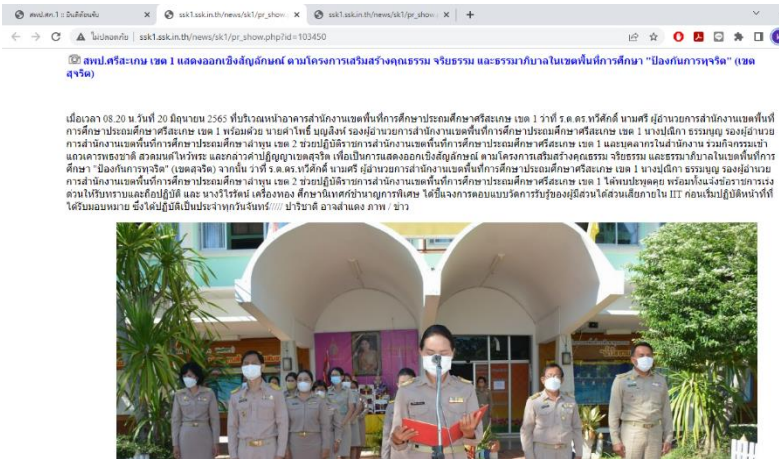 สพป.ศก.1 :: ยินดีต้อนรับ
ssk1.ssk.in.th/news/sk1/pr_show.
ssk1.ssk.in.th/news/sk1/pr_show.
ไม่ปลอดภัย | ssk1.ssk.in.th/news/sk1/pr_show.php?id=103450
สพป.ศรีสะเกษ เขต 1 แสดงออกเชิงสัญลักษณ์ ตามโครงการเสริมสร้างคุณธรรม จริยธรรม และธรรมาภิบาลในเขตพื้นที่การศึกษา "ป้องกันการทุจริต" (เขต
สุจริต)
เมื่อเวลา 08.20 น.วันที่ 20 มิถุนายน 2565 ที่บริเวณหน้าอาคารสำนักงานเขตพื้นที่การศึกษาประถมศึกษาศรีสะเกษ เขต 1 ว่าที่ ร.ต.ดร.ทวีศักดิ์ นามศรี ผู้อำนวยการสำนักงานเขตพื้นที่
การศึกษาประถมศึกษาศรีสะเกษ เขต 1 พร้อมด้วย นายคำโพธิ์ บุญสิงห์ รองผู้อำนวยการสำนักงานเขตพื้นที่การศึกษาประถมศึกษาศรีสะเกษ เขต 1 นางปุณิกา ธรรมนูญ รองผู้อำนวย
การสำนักงานเขตพื้นที่การศึกษาประถมศึกษาลำพูน เขต 2 ช่วยปฏิบัติราชการสำนักงานเขตพื้นที่การศึกษาประถมศึกษาศรีสะเกษ เขต 1 และบุคลากรในสำนักงาน ร่วมกิจกรรมเข้า
แถวเคารพธงชาติ สวดมนต์ไหว้พระ และกล่าวคำปฏิญญาเขตสุจริต เพื่อเป็นการแสดงออกเชิงสัญลักษณ์ ตามโครงการเสริมสร้างคุณธรรม จริยธรรม และธรรมาภิบาลในเขตพื้นที่การ
ศึกษา "ป้องกันการทุจริต" (เขตสุจริต) จากนั้น ว่าที่ ร.ต.ดร.ทวีศักดิ์ นามศรี ผู้อำนวยการสำนักงานเขตพื้นที่การศึกษาประถมศึกษาศรีสะเกษ เขต 1 นางปุณิกา ธรรมนูญ รองผู้อำนวย
การสำนักงานเขตพื้นที่การศึกษาประถมศึกษาลำพูน เขต 2 ช่วยปฏิบัติราชการสำนักงานเขตพื้นที่การศึกษาประถมศึกษาศรีสะเกษ เขต 1 ได้พบปะพูดคุย พร้อมทั้งแจ้งข้อราชการเร่ง
ด่วนให้รับทราบและถือปฏิบัติ และ นางวิไรรัตน์ เครื่องทอง ศึกษานิเทศก์ชำนาญการพิเศษ ได้ชี้แจงการตอบแบบวัดการรับรู้ของผู้มีส่วนได้ส่วนเสียภายใน IIT ก่อนเริ่มปฏิบัติหน้าที่ที่
ได้รับมอบหมาย ซึ่งได้ปฏิบัติเป็นประจำทุกวันจันทร์///// ปาริชาติ อาจสำแดง ภาพ / ข่าว